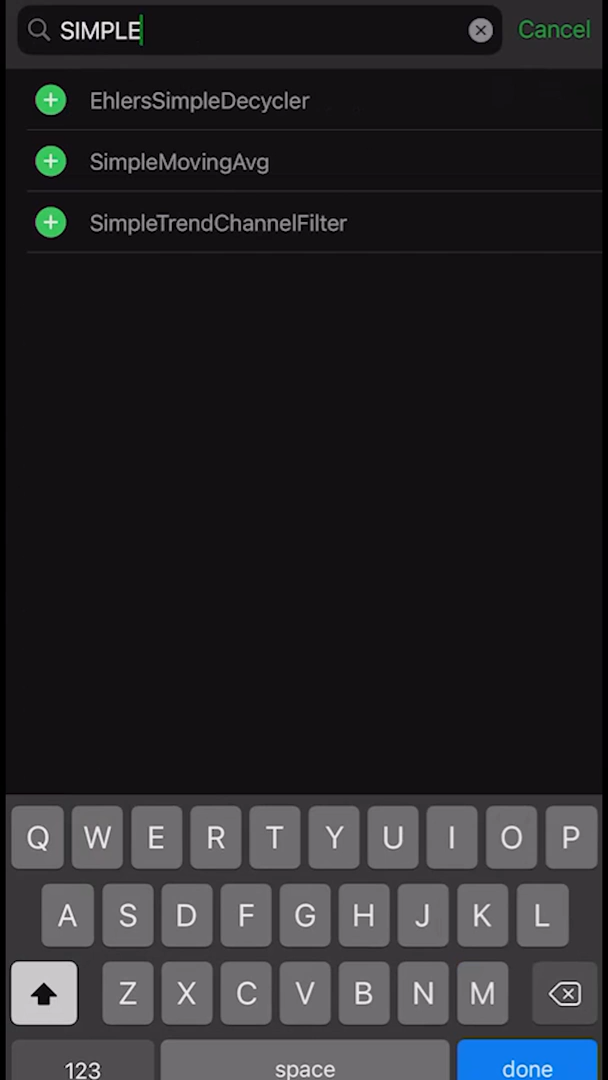 SIMPLE
Cancel
EhlersSimpleDecycler
SimpleMovingAvg
SimpleTrendChannelFilter
Q W E R T Y U I O P
A S D F G H J K L
Z X C V B N M
123 space done